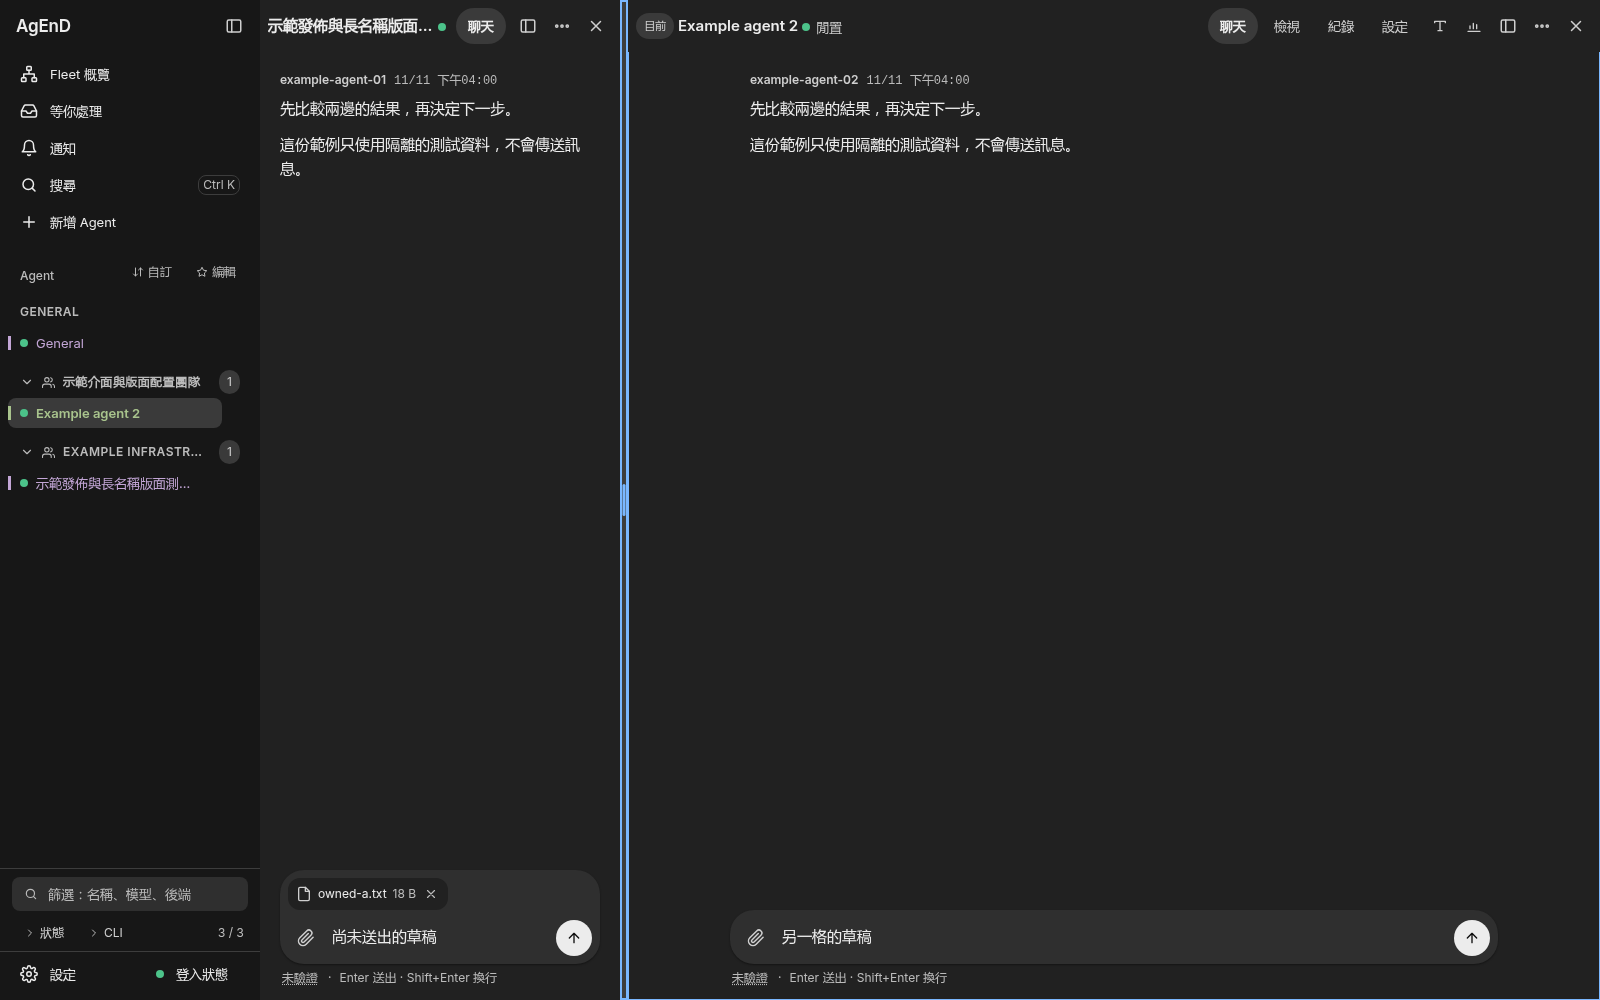 AgEnD
Fleet 概覽
等你處理
通知
搜尋 Ctrl K
新增 Agent
Agent 自訂 編輯
GENERAL
General
示範介面與版面配置團隊 1
Example agent 2
EXAMPLE INFRASTR... 1
示範發佈與長名稱版面測...
篩選：名稱、模型、後端
狀態 CLI 3 / 3
設定 登入狀態
示範發佈與長名稱版面... 聊天
example-agent-01 11/11 下午04:00
先比較兩邊的結果，再決定下一步。
這份範例只使用隔離的測試資料，不會傳送訊
息。
owned-a.txt 18 B
尚未送出的草稿
未驗證 · Enter 送出 · Shift+Enter 換行
目前 Example agent 2 閒置 聊天 檢視 紀錄 設定
example-agent-02 11/11 下午04:00
先比較兩邊的結果，再決定下一步。
這份範例只使用隔離的測試資料，不會傳送訊息。
另一格的草稿
未驗證 · Enter 送出 · Shift+Enter 換行